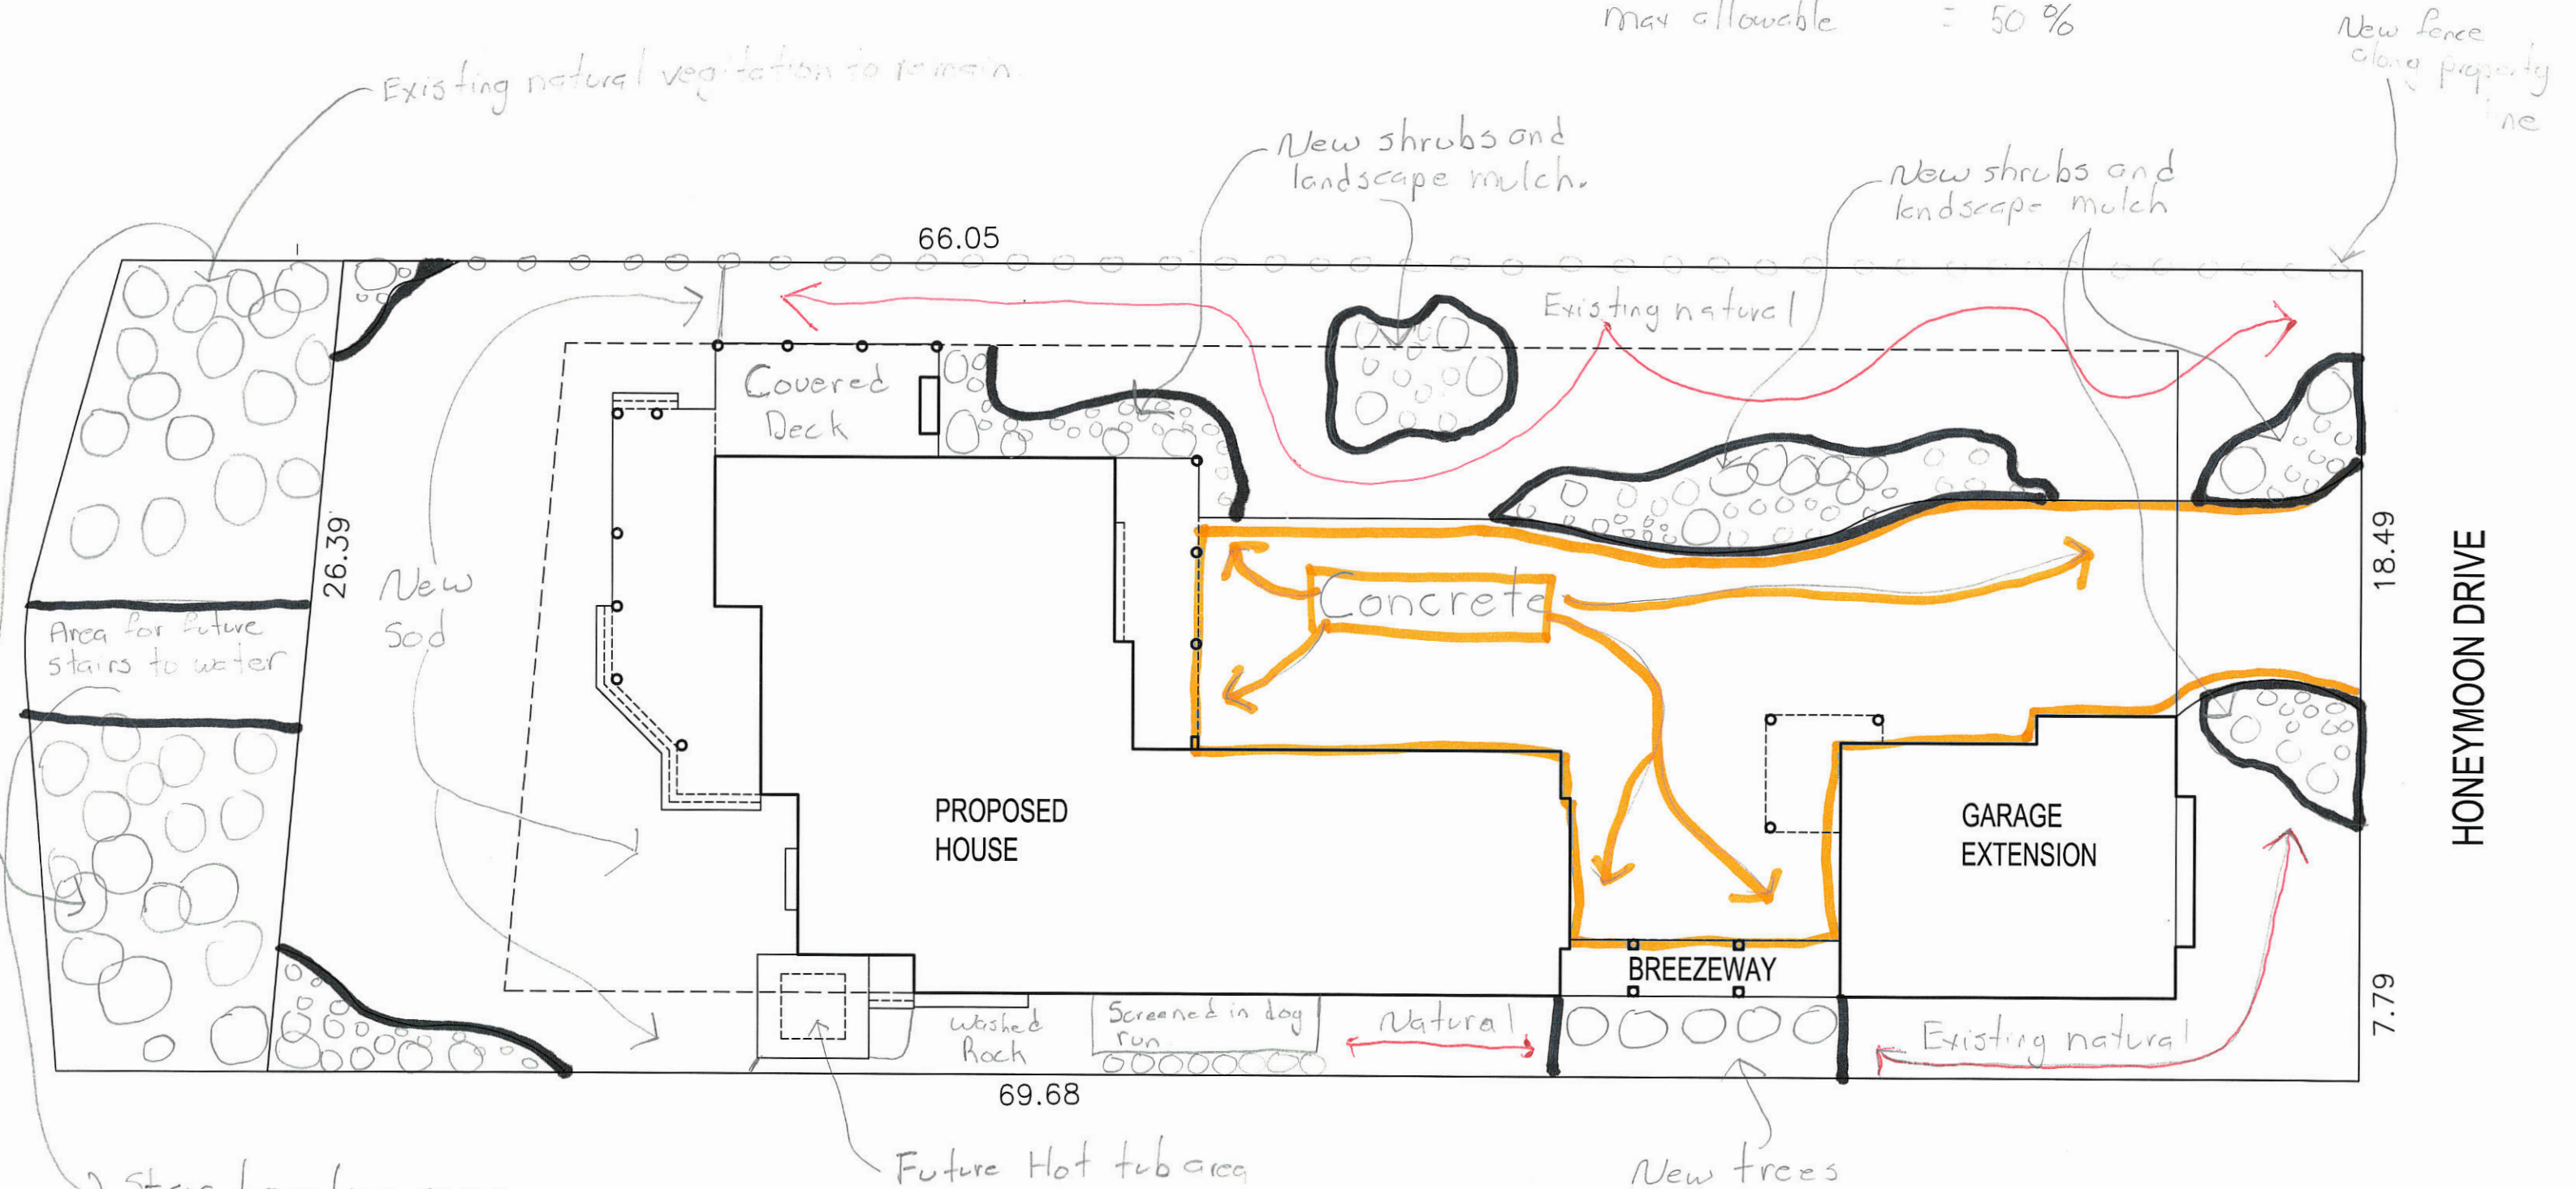 max allowable = 50 %
New fence
along property
ne
Existing natural vegitation to remain.
New shrubs and
landscape mulch.
New shrubs and
landscape mulch
66.05
Existing natural
Covered
Deck
26.39
New
Sod
Area for future
stairs to water
Concrete
18.49
HONEYMOON DRIVE
PROPOSED
HOUSE
GARAGE
EXTENSION
BREEZEWAY
7.79
Washed
Rock
Screened in dog
run
Natural
Existing natural
69.68
Future Hot tub area
New trees